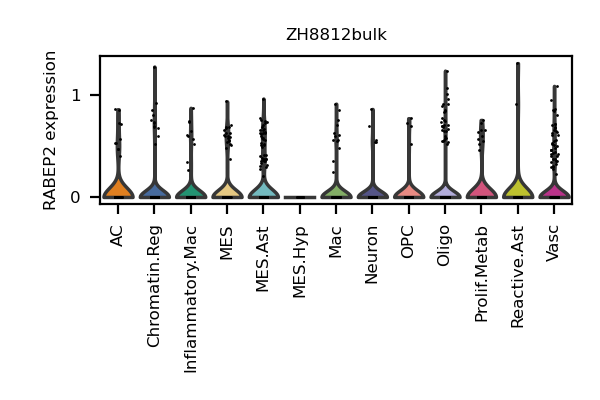 ZH8812bulk
RABEP2 expression
1
0
AC
Chromatin.Reg
Inflammatory.Mac
MES
MES.Ast
MES.Hyp
Mac
Neuron
OPC
Oligo
Prolif.Metab
Reactive.Ast
Vasc